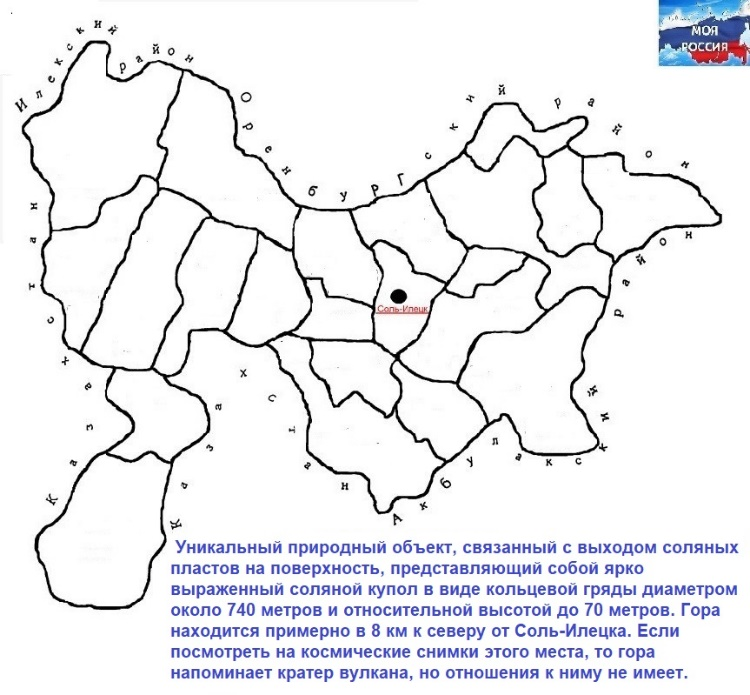 МОЯ
РОССИЯ
Илекский район
Оренбургский район
район
Казахстан
Казахстан
Соль-Илецк
Акбулакский
Уникальный природный объект, связанный с выходом соляных
пластов на поверхность, представляющий собой ярко
выраженный соляной купол в виде кольцевой гряды диаметром
около 740 метров и относительной высотой до 70 метров. Гора
находится примерно в 8 км к северу от Соль-Илецка. Если
посмотреть на космические снимки этого места, то гора
напоминает кратер вулкана, но отношения к ниму не имеет.